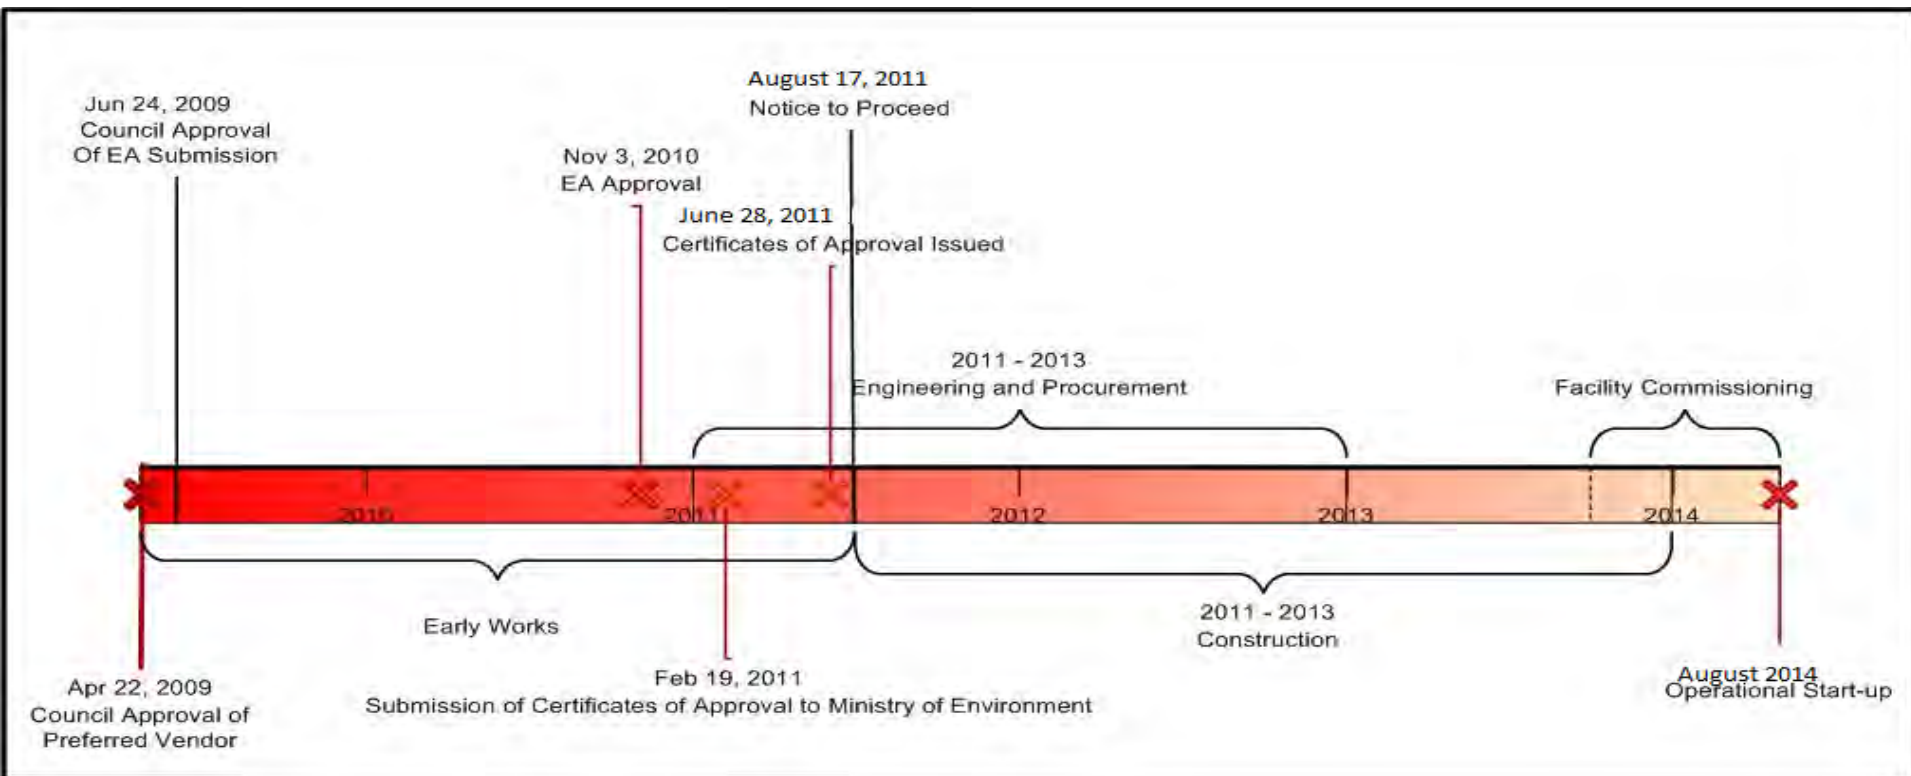 August 17, 2011
Notice to Proceed
Jun 24, 2009
Council Approval
Of EA Submission
Nov 3, 2010
EA Approval
June 28, 2011
Certificates of Approval Issued
2011 - 2013
Engineering and Procurement
Facility Commissioning
2010
2011
2012
2013
2014
Early Works
2011 - 2013
Construction
Apr 22, 2009
Council Approval of
Preferred Vendor
Feb 19, 2011
Submission of Certificates of Approval to Ministry of Environment
August 2014
Operational Start-up